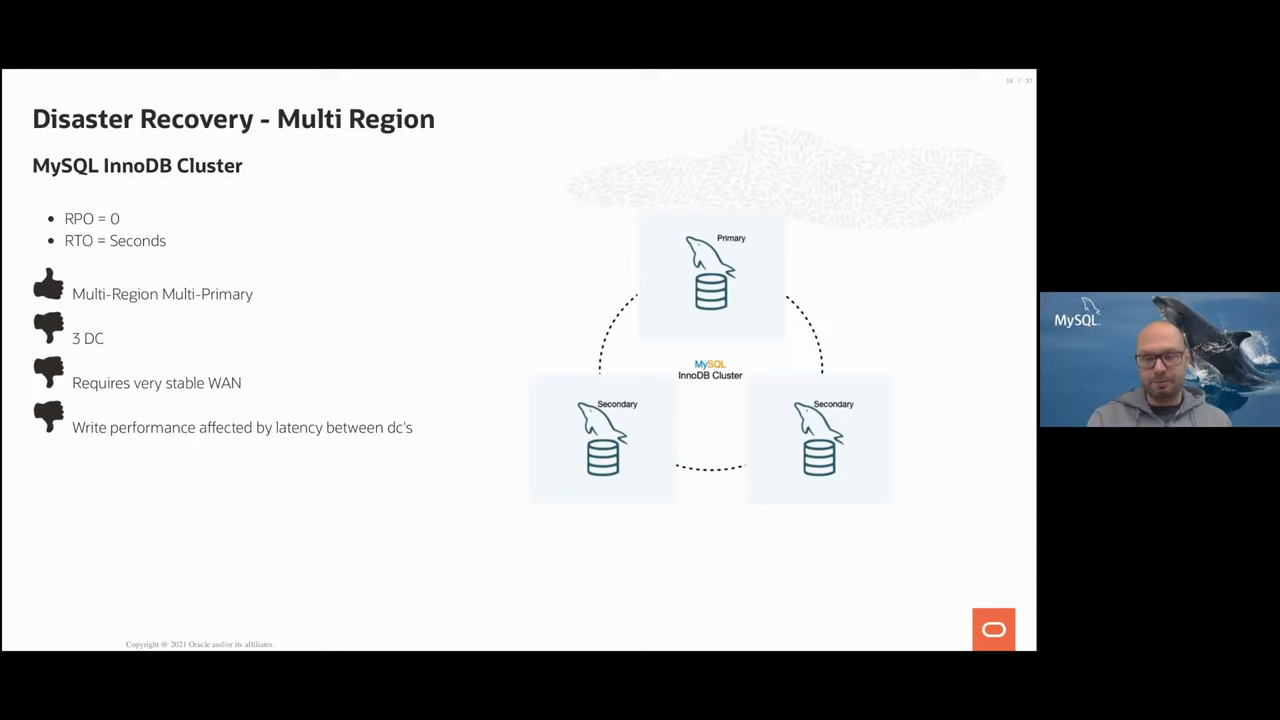 16 / 37
Disaster Recovery - Multi Region
MySQL InnoDB Cluster
RPO = 0
RTO = Seconds
Multi-Region Multi-Primary
3 DC
Requires very stable WAN
Write performance affected by latency between dc's
Primary
MySQL
InnoDB Cluster
Secondary
Secondary
Copyright @ 2021 Oracle and/or its affiliates.
MySQL